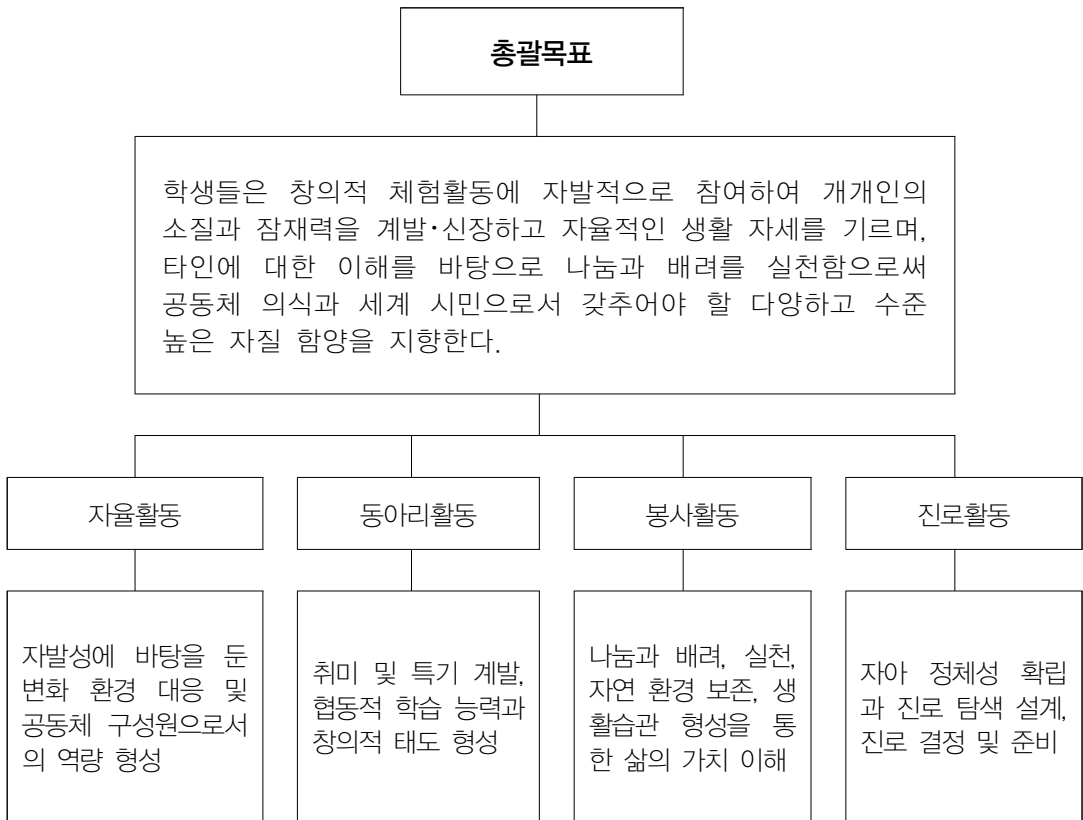 총괄목표
학생들은 창의적 체험활동에 자발적으로 참여하여 개개인의
소질과 잠재력을 계발·신장하고 자율적인 생활 자세를 기르며,
타인에 대한 이해를 바탕으로 나눔과 배려를 실천함으로써
공동체 의식과 세계 시민으로서 갖추어야 할 다양하고 수준
높은 자질 함양을 지향한다.
자율활동
동아리활동
봉사활동
진로활동
자발성에 바탕을 둔
변화 환경 대응 및
공동체 구성원으로서
의 역량 형성
취미 및 특기 계발,
협동적 학습 능력과
창의적 태도 형성
나눔과 배려, 실천,
자연 환경 보존, 생
활습관 형성을 통
한 삶의 가치 이해
자아 정체성 확립
과 진로 탐색 설계,
진로 결정 및 준비